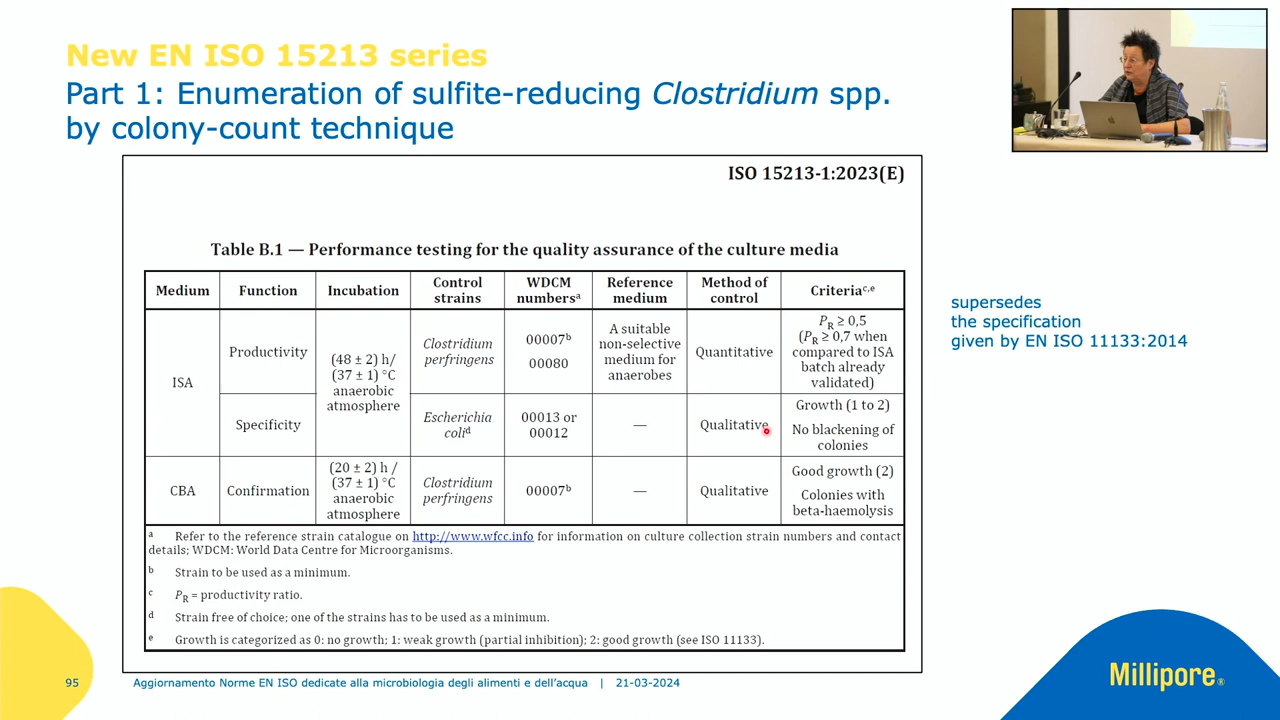 New EN ISO 15213 series
Part 1: Enumeration of sulfite-reducing Clostridium spp.
by colony-count technique
ISO 15213-1:2023(E)
Table B.1 — Performance testing for the quality assurance of the culture media
Medium
Function
Incubation
Control
strains
WDCM
numbersᵃ
Reference
medium
Method of
control
Criteriaᶜ,ᵉ
ISA
Productivity
(48 ± 2) h/
(37 ± 1) °C
anaerobic
atmosphere
Clostridium
perfringens
00007ᵇ
00080
A suitable
non-selective
medium for
anaerobes
Quantitative
PR ≥ 0,5
(PR ≥ 0,7 when
compared to ISA
batch already
validated)
Specificity
Escherichia
coliᵈ
00013 or
00012
—
Qualitative
Growth (1 to 2)
No blackening of
colonies
CBA
Confirmation
(20 ± 2) h /
(37 ± 1) °C
anaerobic
atmosphere
Clostridium
perfringens
00007ᵇ
—
Qualitative
Good growth (2)
Colonies with
beta-haemolysis
a Refer to the reference strain catalogue on http://www.wfcc.info for information on culture collection strain numbers and contact
details; WDCM: World Data Centre for Microorganisms.
b Strain to be used as a minimum.
c PR = productivity ratio.
d Strain free of choice; one of the strains has to be used as a minimum.
e Growth is categorized as 0: no growth; 1: weak growth (partial inhibition); 2: good growth (see ISO 11133).
supersedes
the specification
given by EN ISO 11133:2014
95
Aggiornamento Norme EN ISO dedicate alla microbiologia degli alimenti e dell'acqua | 21-03-2024
Millipore®